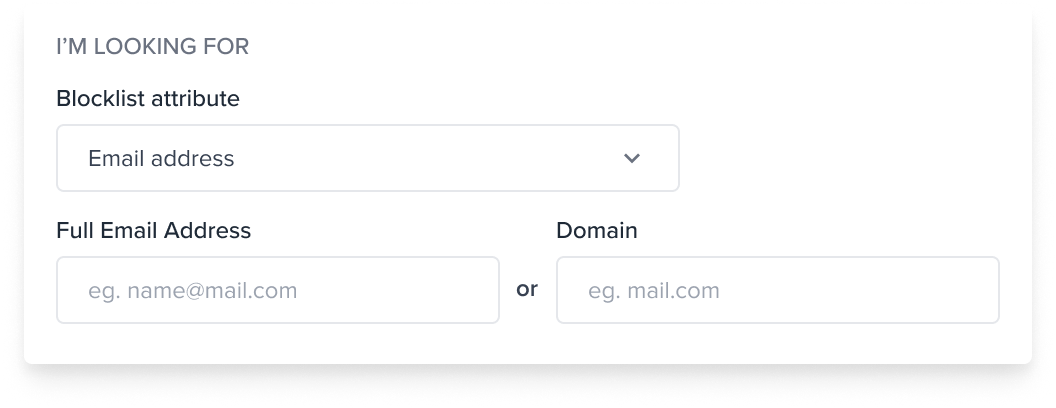 I’M LOOKING FOR
Blocklist attribute
Email address
Full Email Address
Domain
eg. name@mail.com
or
eg. mail.com